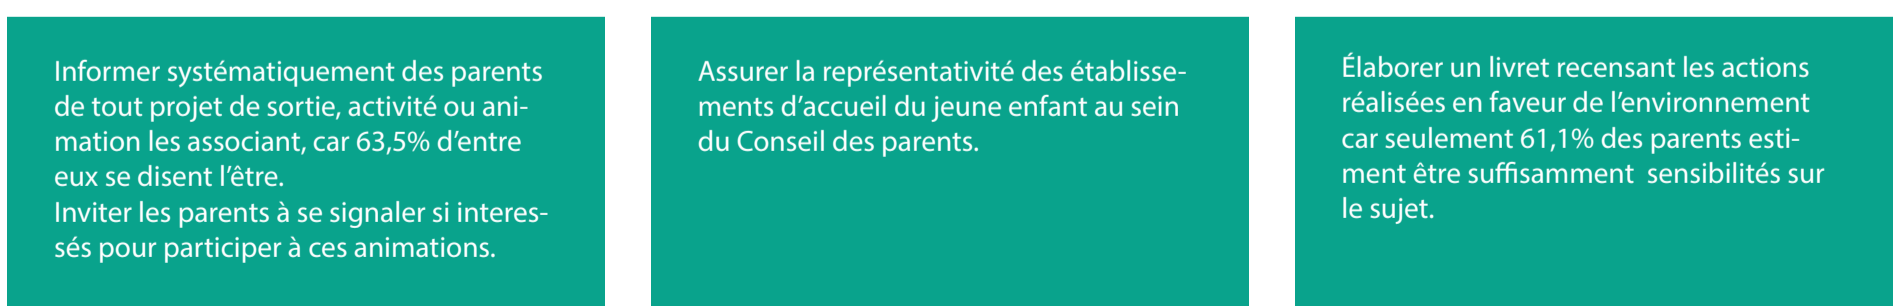 Informer systématiquement des parents
de tout projet de sortie, activité ou ani-
mation les associant, car 63,5% d’entre
eux se disent l’être.
Inviter les parents à se signaler si interes-
sés pour participer à ces animations.
Assurer la représentativité des établisse-
ments d’accueil du jeune enfant au sein
du Conseil des parents.
Élaborer un livret recensant les actions
réalisées en faveur de l’environnement
car seulement 61,1% des parents esti-
ment être suffisamment  sensibilités sur
le sujet.